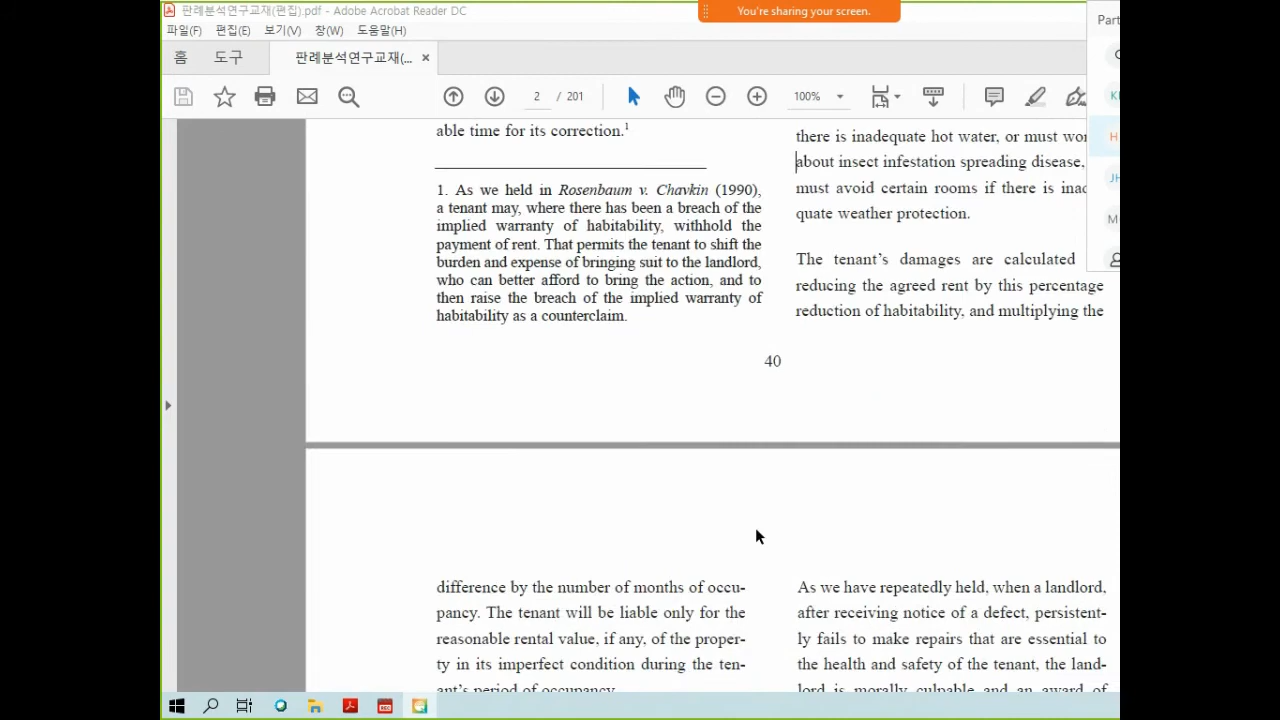 판례분석연구교재(편집).pdf - Adobe Acrobat Reader DC
You're sharing your screen.
파일(F) 편집(E) 보기(V) 창(W) 도움말(H)
Part
홈 도구 판례분석연구교재(... ×
2 / 201 100%
H
JH
M
able time for its correction.1
1. As we held in Rosenbaum v. Chavkin (1990),
a tenant may, where there has been a breach of the
implied warranty of habitability, withhold the
payment of rent. That permits the tenant to shift the
burden and expense of bringing suit to the landlord,
who can better afford to bring the action, and to
then raise the breach of the implied warranty of
habitability as a counterclaim.
there is inadequate hot water, or must wor
about insect infestation spreading disease,
must avoid certain rooms if there is inad
quate weather protection.
The tenant's damages are calculated
reducing the agreed rent by this percentage
reduction of habitability, and multiplying the
40
difference by the number of months of occu-
pancy. The tenant will be liable only for the
reasonable rental value, if any, of the proper-
ty in its imperfect condition during the ten-
ant's period of occupancy.
As we have repeatedly held, when a landlord,
after receiving notice of a defect, persistent-
ly fails to make repairs that are essential to
the health and safety of the tenant, the land-
lord is morally culpable and an award of